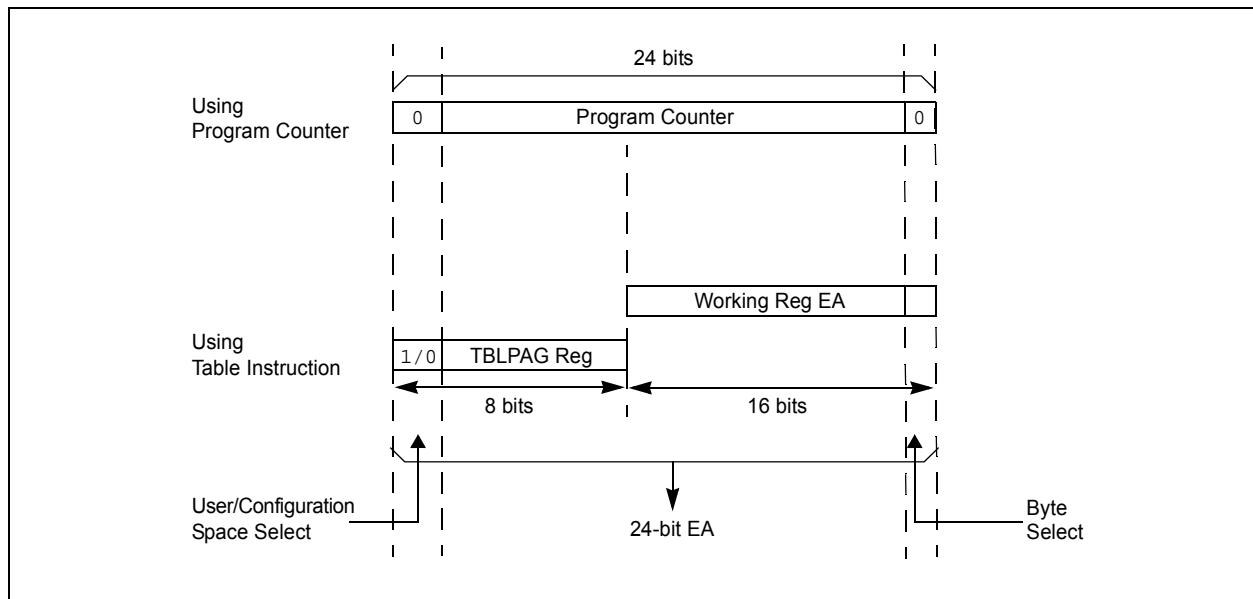 24 bits
Using
Program Counter
0
Program Counter
0
Working Reg EA
Using
Table Instruction
1/0
TBLPAG Reg
8 bits
16 bits
User/Configuration
Space Select
24-bit EA
Byte
Select